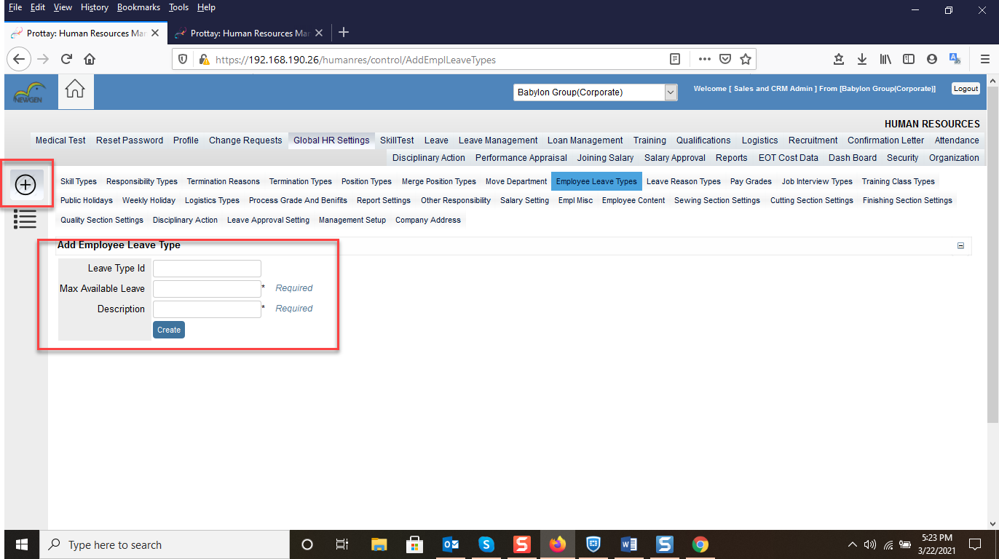 File Edit View History Bookmarks Tools Help
Prottay: Human Resources Mar Prottay: Human Resources Mar
https://192.168.190.26/humanres/control/AddEmplLeaveTypes
NEWGEN Babylon Group(Corporate) Welcome [ Sales and CRM Admin ] From [Babylon Group(Corporate)] Logout
HUMAN RESOURCES
Medical Test Reset Password Profile Change Requests Global HR Settings SkillTest Leave Leave Management Loan Management Training Qualifications Logistics Recruitment Confirmation Letter Attendance
Disciplinary Action Performance Appraisal Joining Salary Salary Approval Reports EOT Cost Data Dash Board Security Organization
Skill Types Responsibility Types Termination Reasons Termination Types Position Types Merge Position Types Move Department Employee Leave Types Leave Reason Types Pay Grades Job Interview Types Training Class Types
Public Holidays Weekly Holiday Logistics Types Process Grade And Benifits Report Settings Other Responsibility Salary Setting Empl Misc Employee Content Sewing Section Settings Cutting Section Settings Finishing Section Settings
Quality Section Settings Disciplinary Action Leave Approval Setting Management Setup Company Address
Add Employee Leave Type
Leave Type Id
Max Available Leave * Required
Description * Required
Create
Type here to search
5:23 PM
3/22/2021